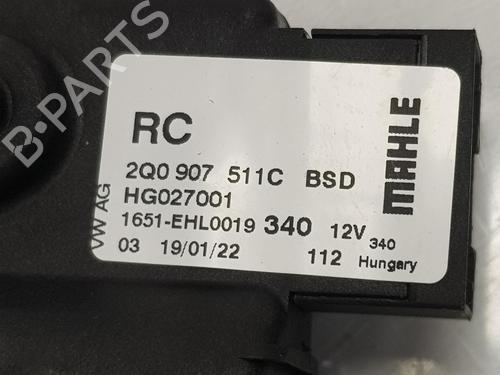 RC
2Q0 907 511C BSD
HG027001
1651-EHL0019 340 12V 340
03 19/01/22 112 Hungary
VW AG
MAHLE
B-PARTS